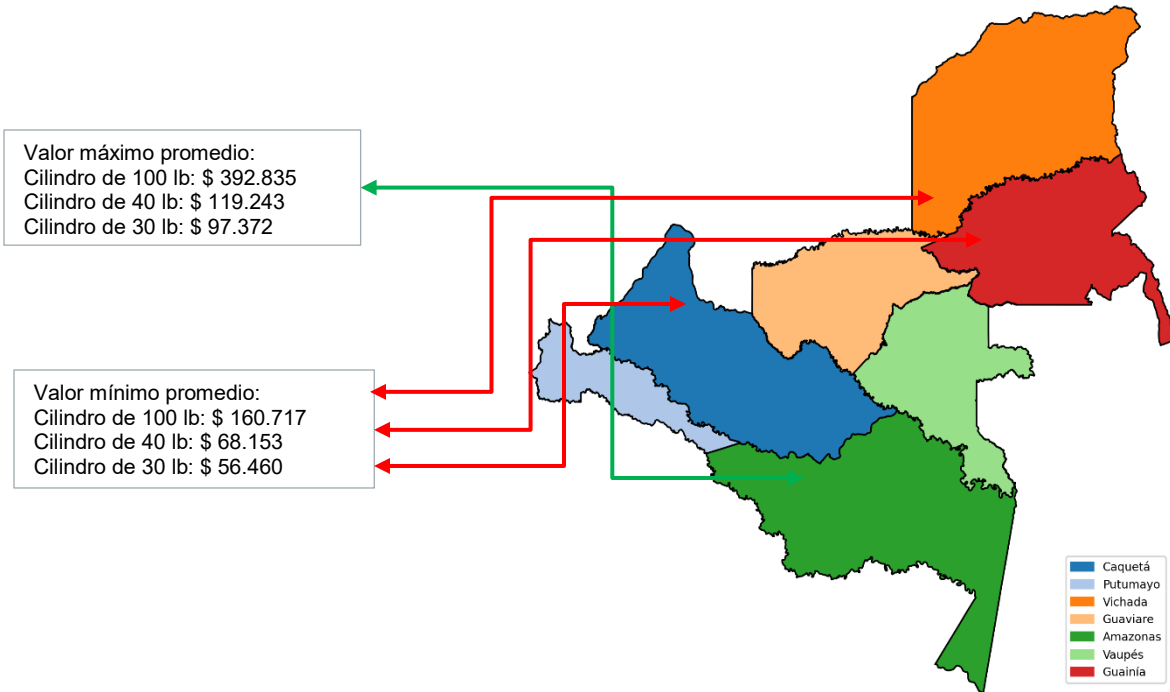 Valor máximo promedio:
Cilindro de 100 lb: $ 392.835
Cilindro de 40 lb: $ 119.243
Cilindro de 30 lb: $ 97.372
Valor mínimo promedio:
Cilindro de 100 lb: $ 160.717
Cilindro de 40 lb: $ 68.153
Cilindro de 30 lb: $ 56.460
Caquetá
Putumayo
Vichada
Guaviare
Amazonas
Vaupés
Guainía